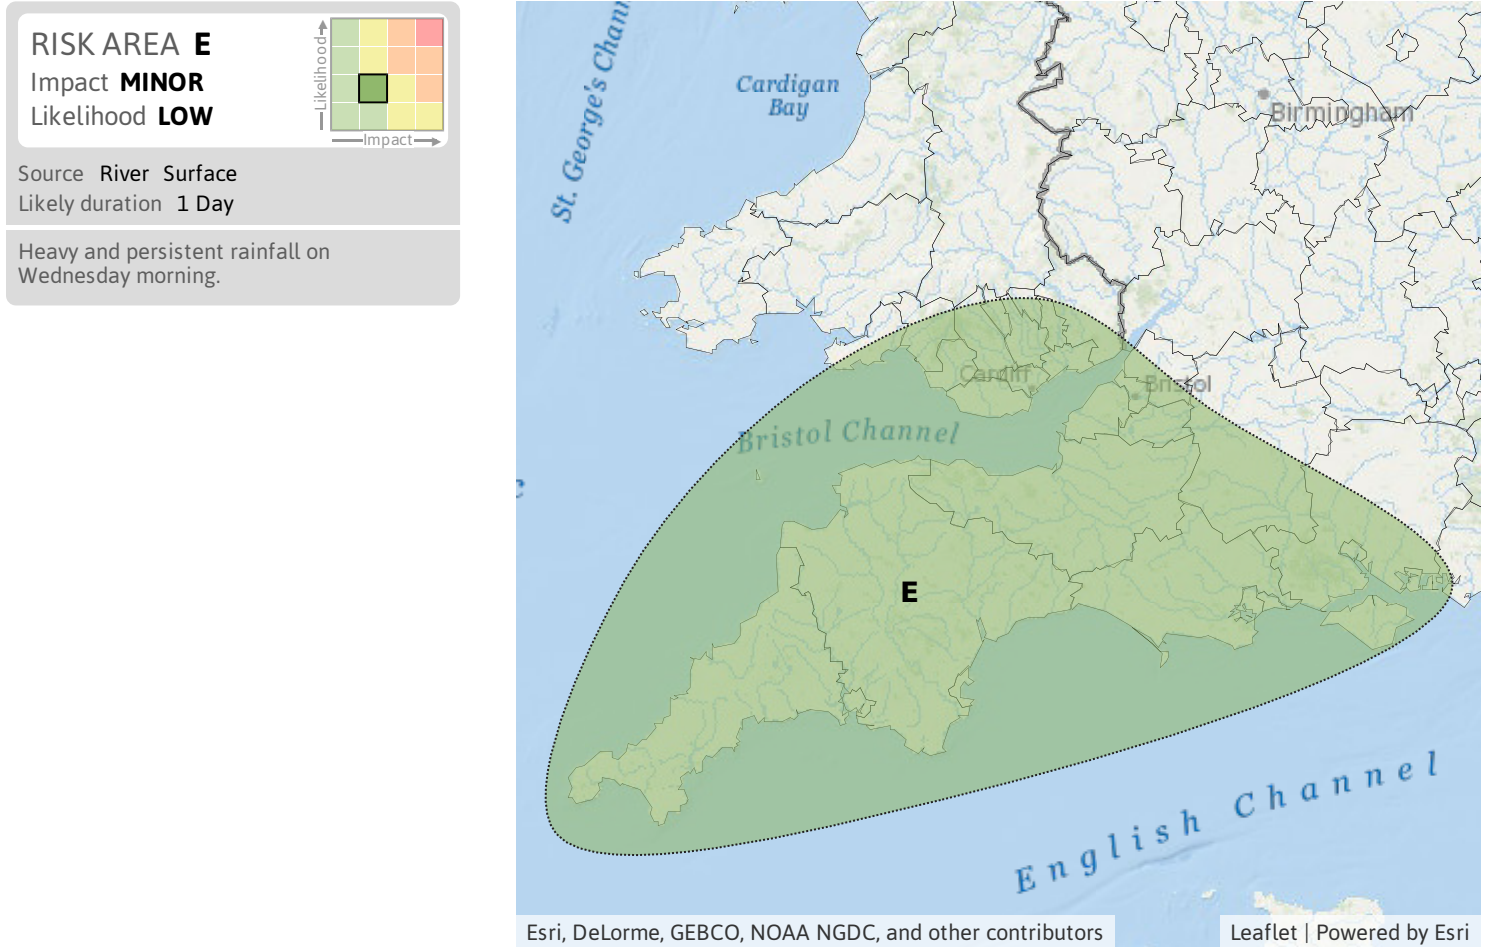 RISK AREA E
Impact MINOR
Likelihood LOW
Likelihood
Impact
Source River Surface
Likely duration 1 Day
Heavy and persistent rainfall on
Wednesday morning.
St. George's Chann
Cardigan
Bay
Birmingham
Cardiff
Bristol
Bristol Channel
E
English Channel
Esri, DeLorme, GEBCO, NOAA NGDC, and other contributors
Leaflet | Powered by Esri